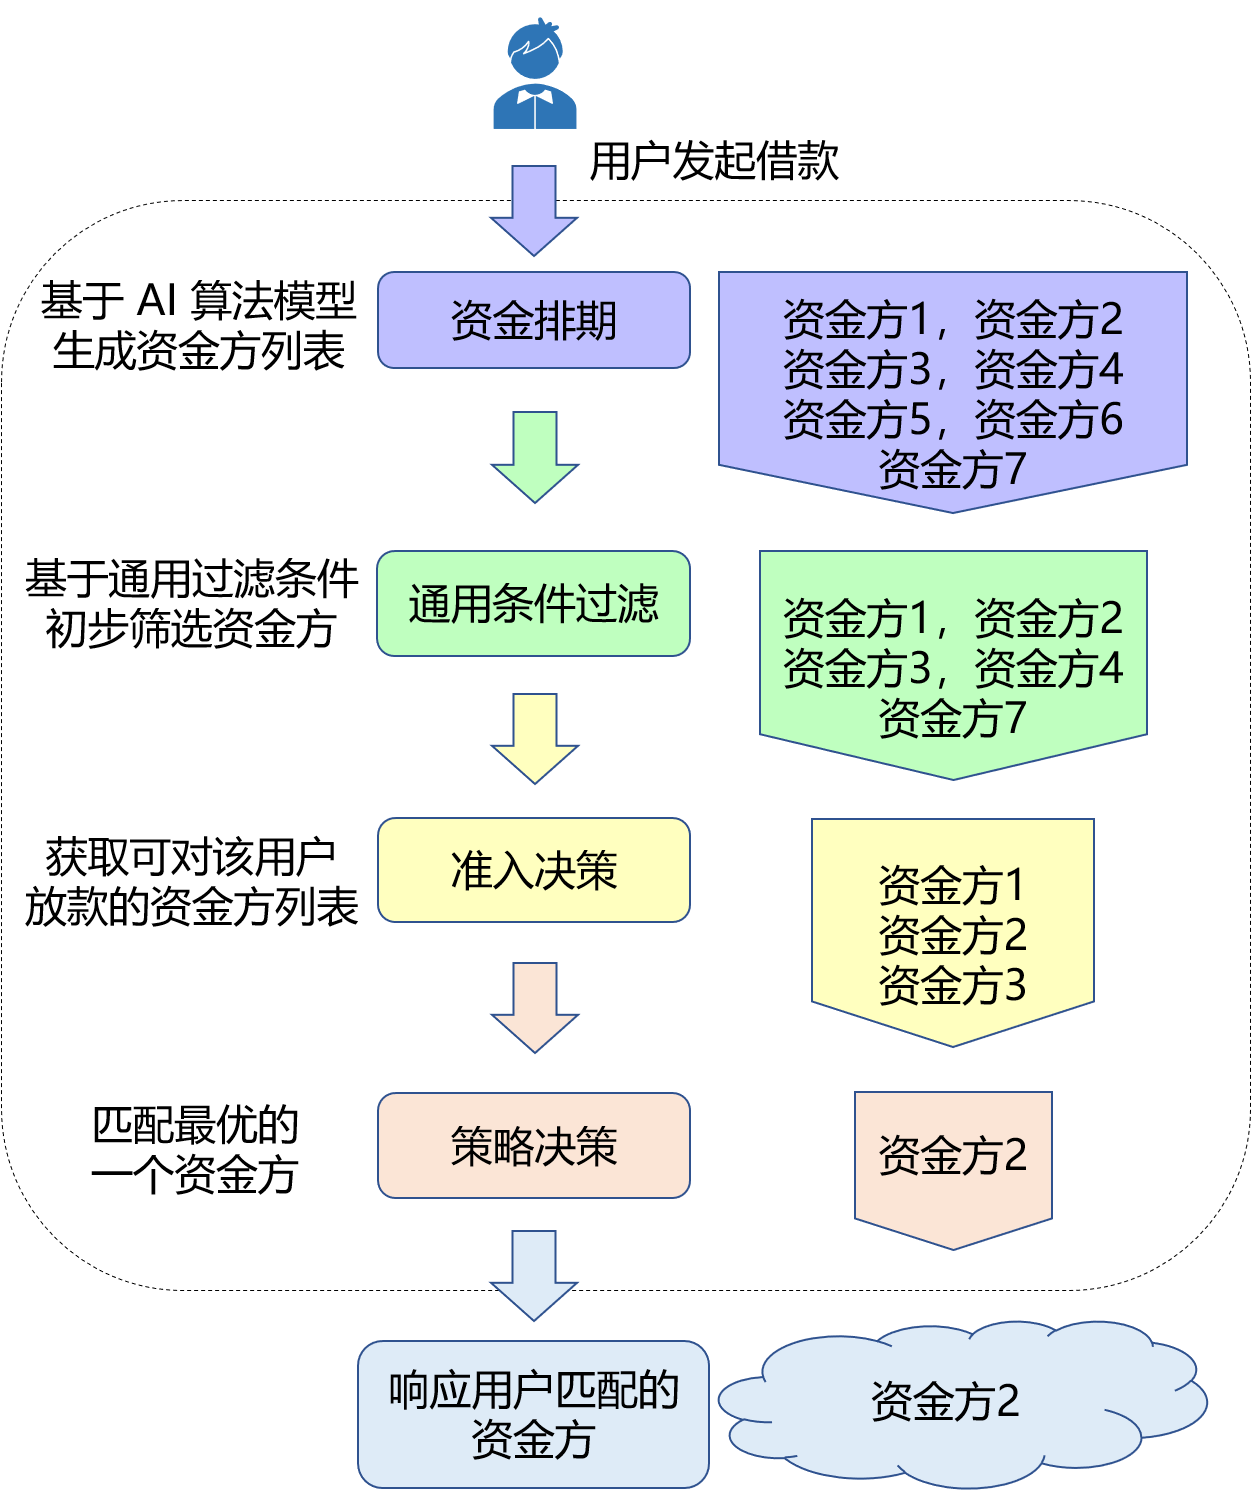 用户发起借款
基于 AI 算法模型
生成资金方列表
资金排期
资金方1，资金方2
资金方3，资金方4
资金方5，资金方6
资金方7
基于通用过滤条件
初步筛选资金方
通用条件过滤
资金方1，资金方2
资金方3，资金方4
资金方7
获取可对该用户
放款的资金方列表
准入决策
资金方1
资金方2
资金方3
匹配最优的
一个资金方
策略决策
资金方2
响应用户匹配的
资金方
资金方2